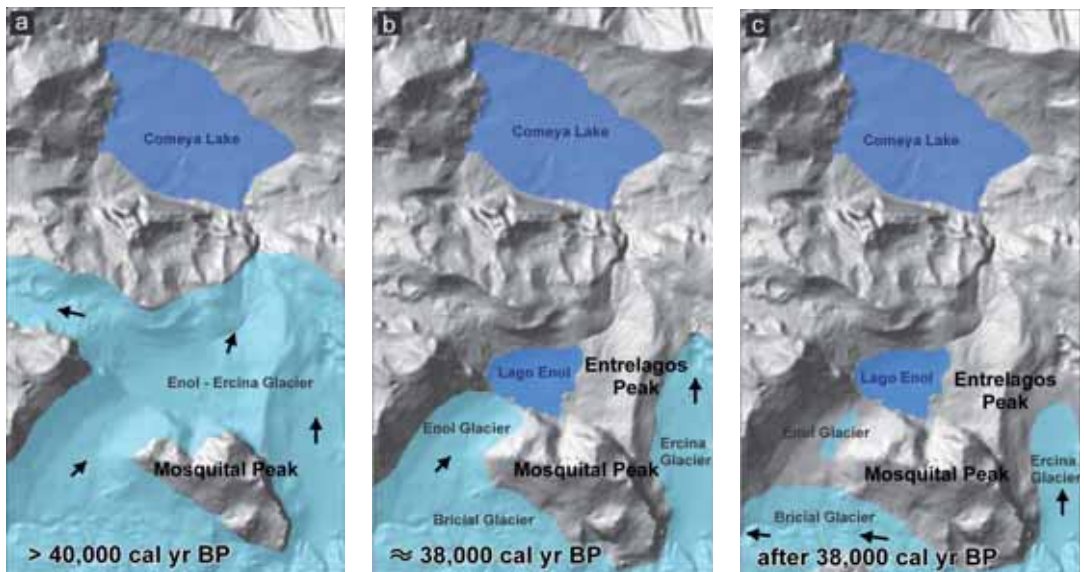 a
Comeya Lake
Enol - Ercina Glacier
Mosquital Peak
> 40,000 cal yr BP
b
Comeya Lake
Lago Enol
Entrelagos
Peak
Enol Glacier
Ercina
Glacier
Mosquital Peak
Bricial Glacier
≈ 38,000 cal yr BP
c
Comeya Lake
Lago Enol
Entrelagos
Peak
Enol Glacier
Ercina
Glacier
Mosquital Peak
Bricial Glacier
after 38,000 cal yr BP